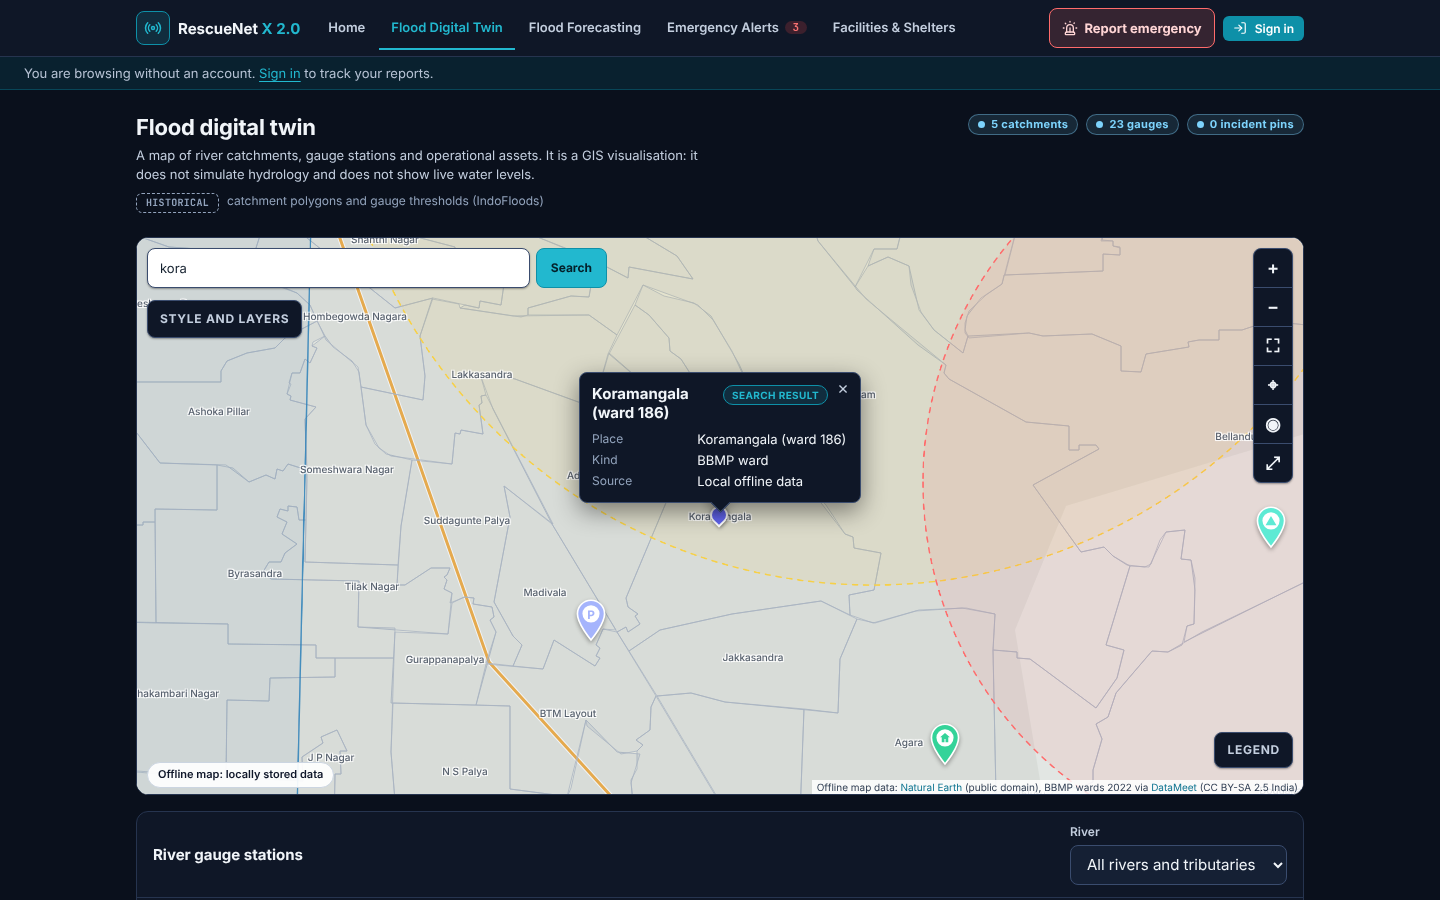 RescueNet X 2.0
Home
Flood Digital Twin
Flood Forecasting
Emergency Alerts 3
Facilities & Shelters
Report emergency
Sign in
You are browsing without an account. Sign in to track your reports.
Flood digital twin
5 catchments
23 gauges
0 incident pins
A map of river catchments, gauge stations and operational assets. It is a GIS visualisation: it
does not simulate hydrology and does not show live water levels.
HISTORICAL catchment polygons and gauge thresholds (IndoFloods)
Shanthi Nagar
kora
Search
STYLE AND LAYERS
Hombegowda Nagara
Lakkasandra
Ashoka Pillar
Koramangala
(ward 186)
SEARCH RESULT
Place Koramangala (ward 186)
Kind BBMP ward
Source Local offline data
Someshwara Nagar
Suddagunte Palya
Byrasandra
Tilak Nagar
Madivala
P
Gurappanapalya
Jakkasandra
BTM Layout
Agara
J P Nagar
N S Palya
LEGEND
Offline map: locally stored data
Offline map data: Natural Earth (public domain), BBMP wards 2022 via DataMeet (CC BY-SA 2.5 India)
River gauge stations
River
All rivers and tributaries